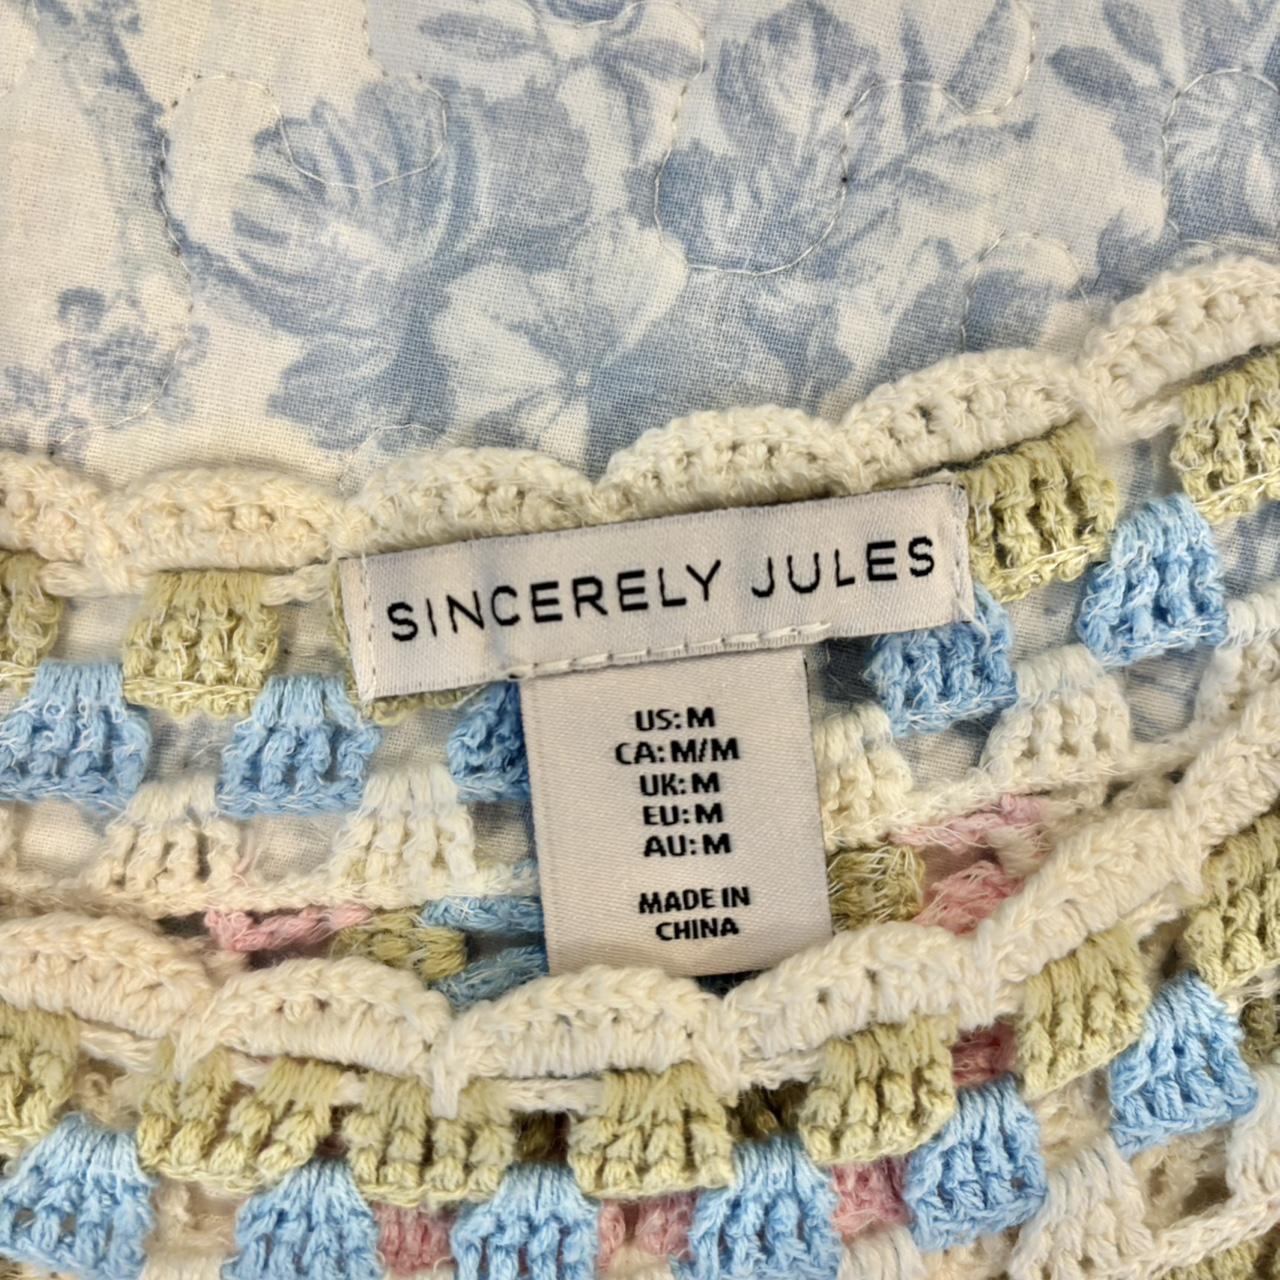 SINCERELY JULES
US: M
CA: M/M
UK: M
EU: M
AU: M
MADE IN
CHINA